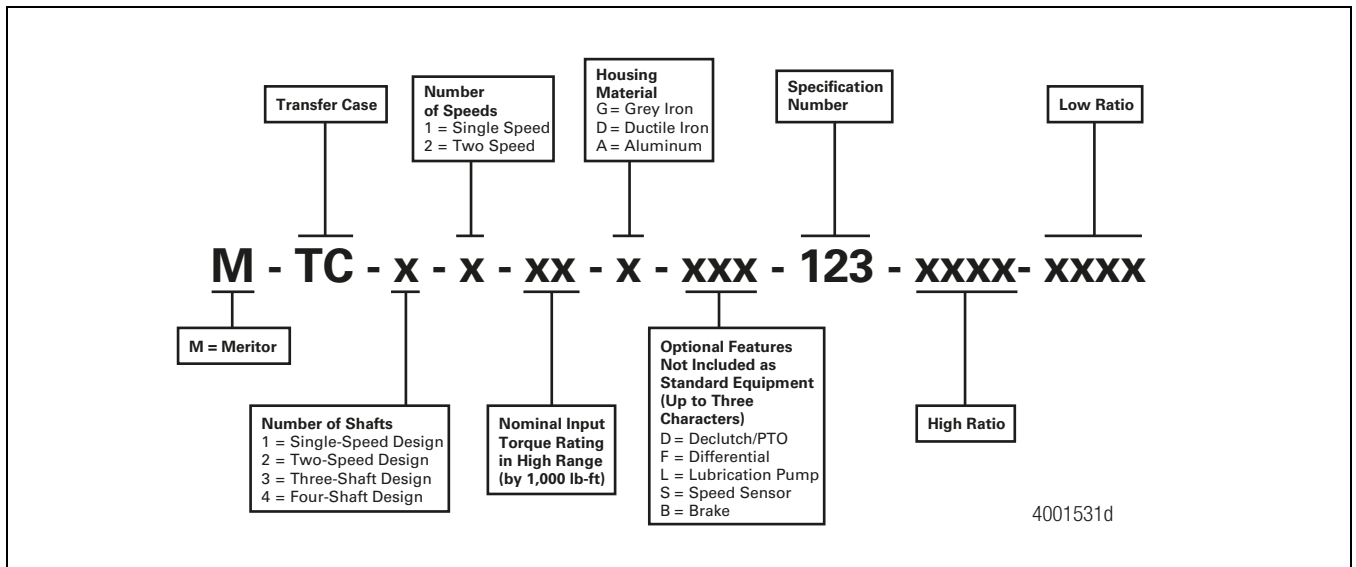 Transfer Case
Number
of Speeds
1 = Single Speed
2 = Two Speed
Housing
Material
G = Grey Iron
D = Ductile Iron
A = Aluminum
Specification
Number
Low Ratio
M - TC - x - x - xx - x - xxx - 123 - xxxx- xxxx
M = Meritor
Number of Shafts
1 = Single-Speed Design
2 = Two-Speed Design
3 = Three-Shaft Design
4 = Four-Shaft Design
Nominal Input
Torque Rating
in High Range
(by 1,000 lb-ft)
Optional Features
Not Included as
Standard Equipment
(Up to Three
Characters)
D = Declutch/PTO
F = Differential
L = Lubrication Pump
S = Speed Sensor
B = Brake
High Ratio
4001531d